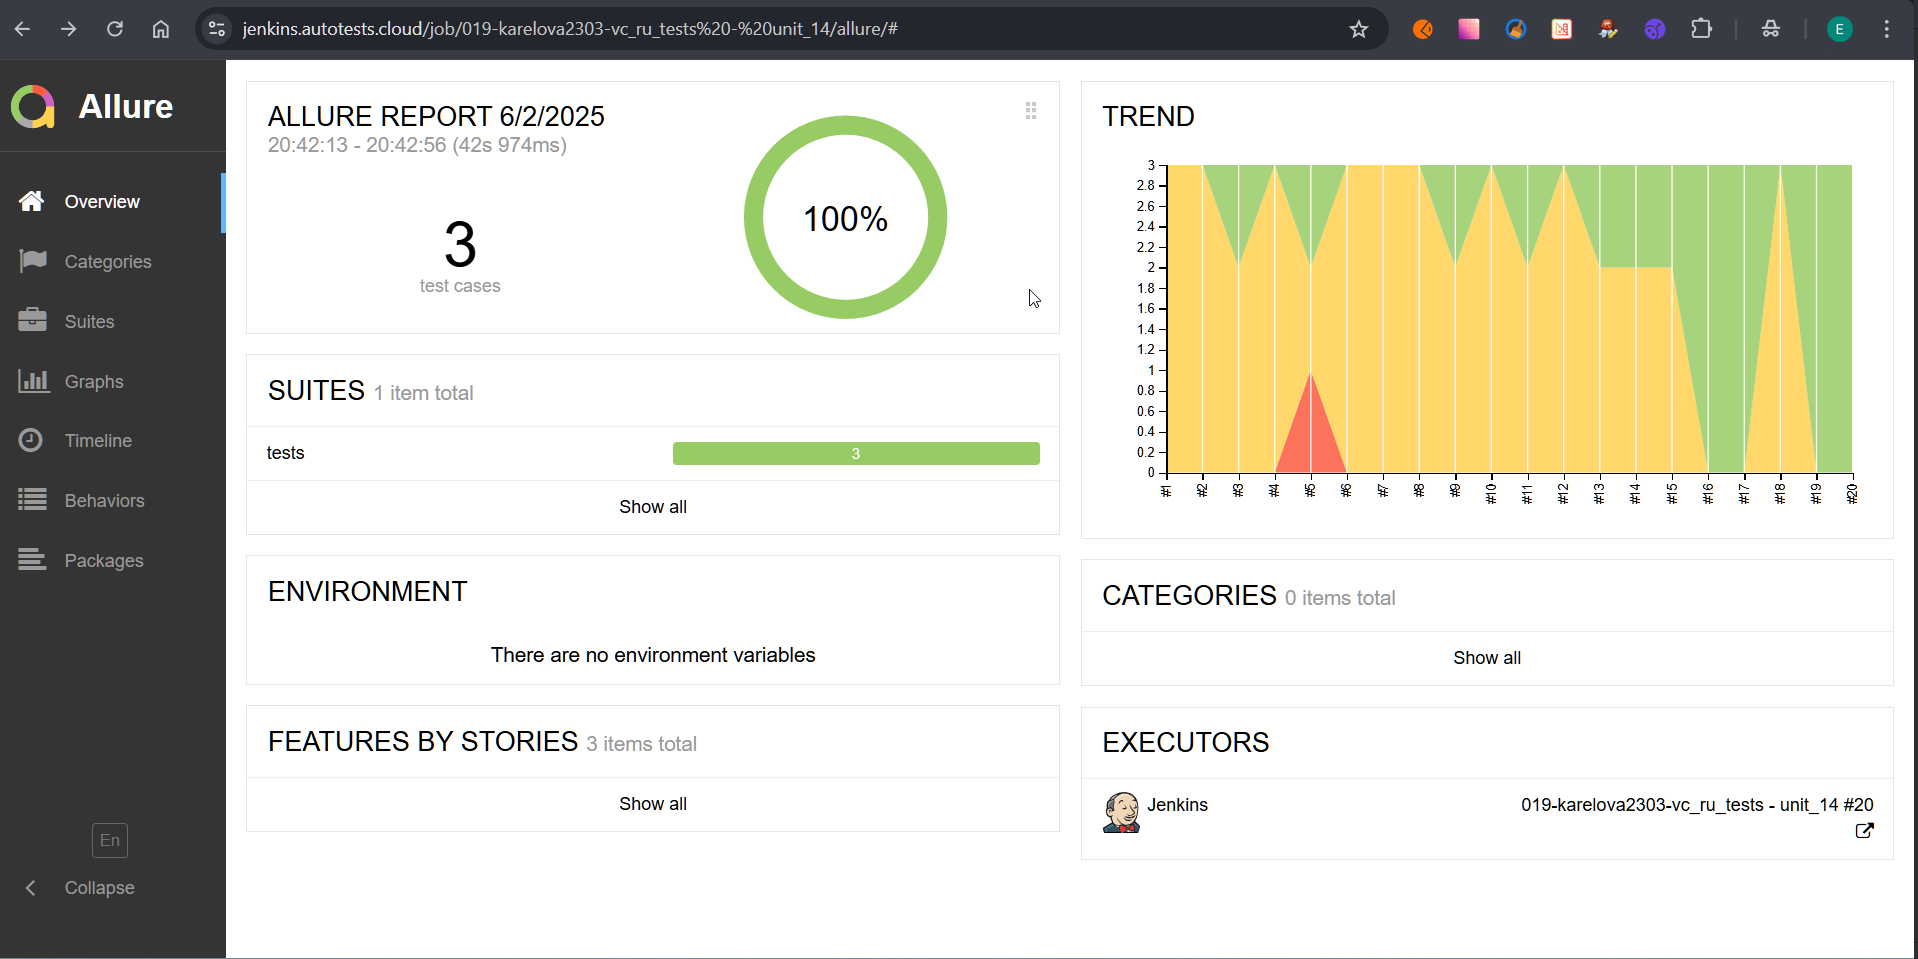 jenkins.autotests.cloud/job/019-karelova2303-vc_ru_tests%20-%20unit_14/allure/#
E
Allure
Overview
Categories
Suites
Graphs
Timeline
Behaviors
Packages
En
Collapse
ALLURE REPORT 6/2/2025
20:42:13 - 20:42:56 (42s 974ms)
3
test cases
100%
SUITES 1 item total
tests
3
Show all
ENVIRONMENT
There are no environment variables
FEATURES BY STORIES 3 items total
Show all
TREND
3
2.8
2.6
2.4
2.2
2
1.8
1.6
1.4
1.2
1
0.8
0.6
0.4
0.2
0
#1
#2
#3
#4
#5
#6
#7
#8
#9
#10
#11
#12
#13
#14
#15
#16
#17
#18
#19
#20
CATEGORIES 0 items total
Show all
EXECUTORS
Jenkins
019-karelova2303-vc_ru_tests - unit_14 #20